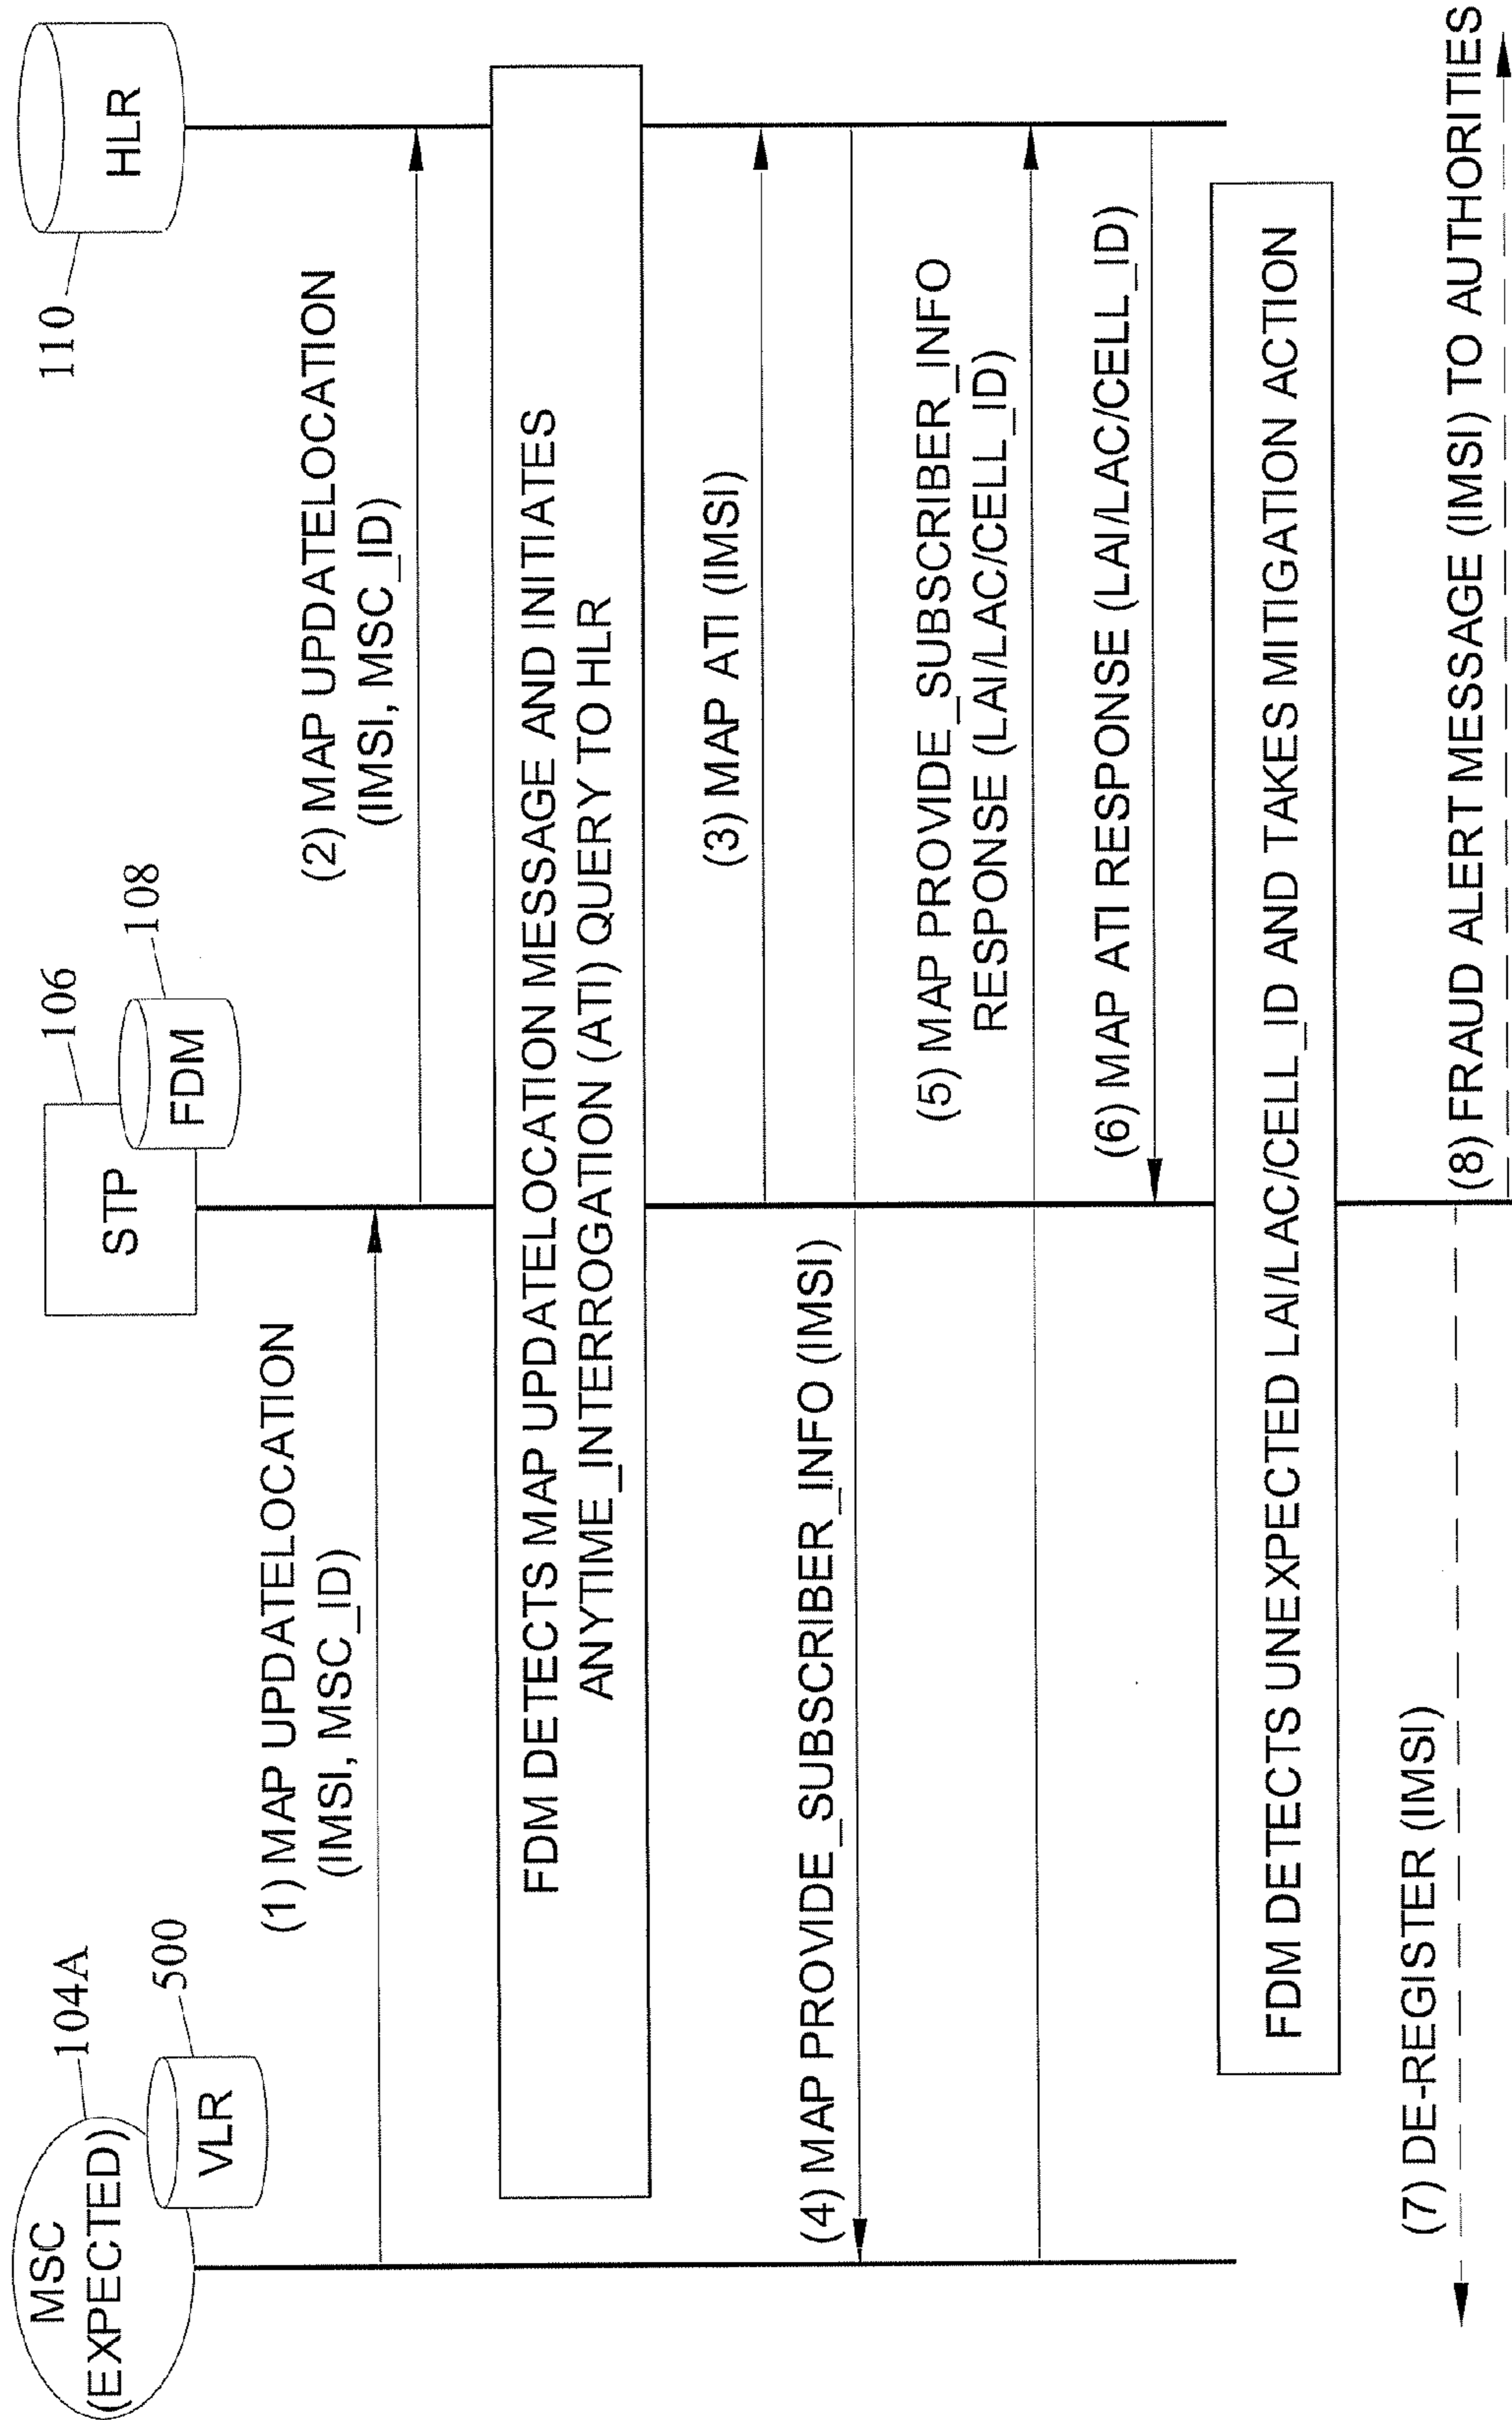 MSC
(EXPECTED)
104A
VLR
500
STP
106
FDM
108
HLR
110
(1) MAP UPDATELOCATION
(IMSI, MSC_ID)
(2) MAP UPDATELOCATION
(IMSI, MSC_ID)
FDM DETECTS MAP UPDATELOCATION MESSAGE AND INITIATES
ANYTIME_INTERROGATION (ATI) QUERY TO HLR
(3) MAP ATI (IMSI)
(4) MAP PROVIDE_SUBSCRIBER_INFO (IMSI)
(5) MAP PROVIDE_SUBSCRIBER_INFO
RESPONSE (LAI/LAC/CELL_ID)
(6) MAP ATI RESPONSE (LAI/LAC/CELL_ID)
FDM DETECTS UNEXPECTED LAI/LAC/CELL_ID AND TAKES MITIGATION ACTION
(7) DE-REGISTER (IMSI)
(8) FRAUD ALERT MESSAGE (IMSI) TO AUTHORITIES